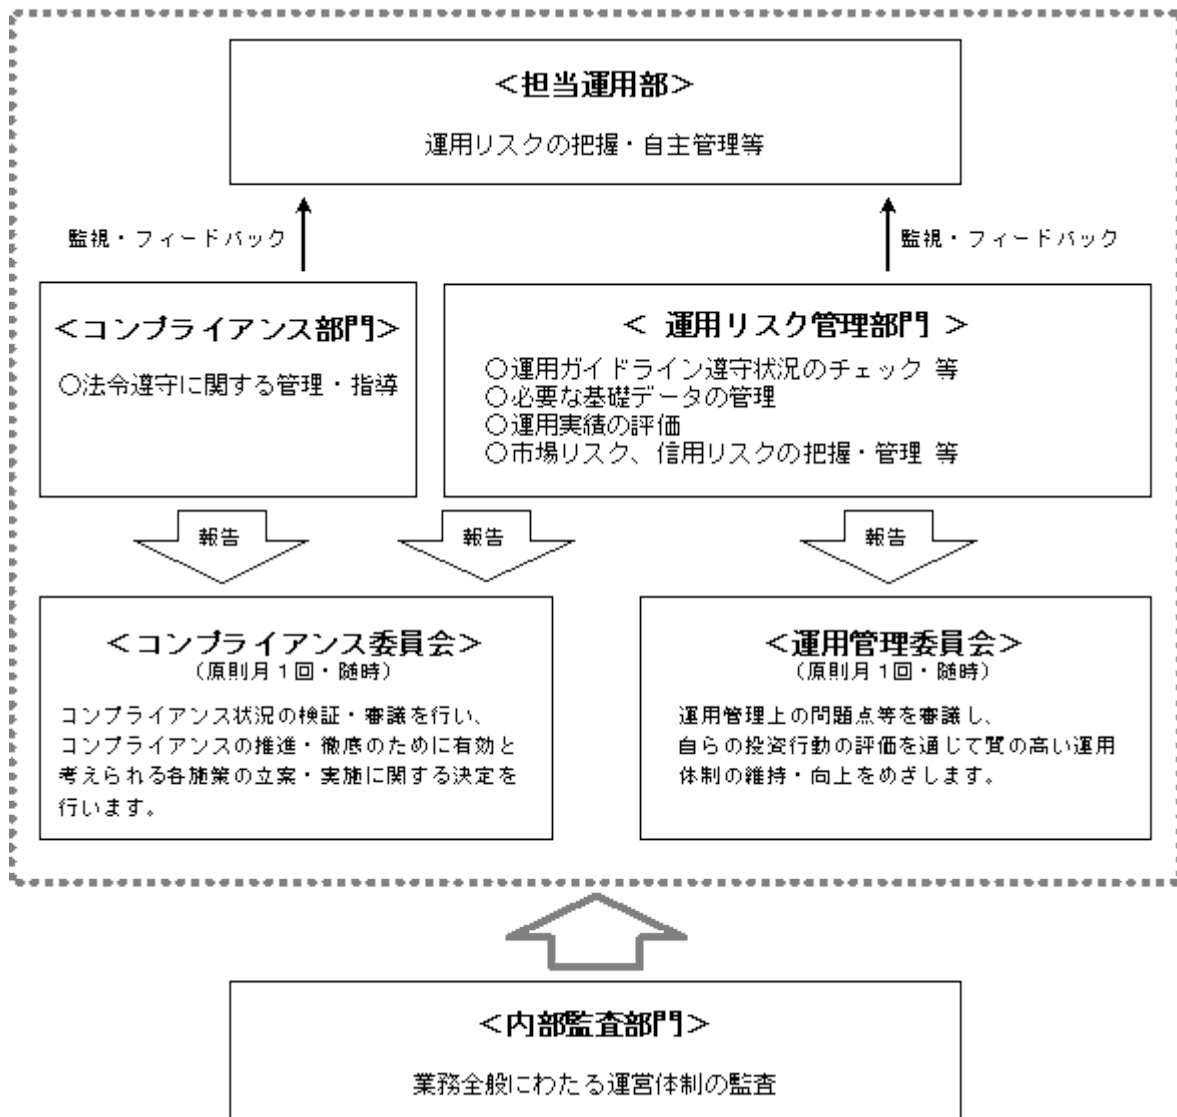 ＜担当運用部＞
運用リスクの把握・自主管理等
監視・フィードバック
監視・フィードバック
＜コンプライアンス部門＞
○法令遵守に関する管理・指導
＜ 運用リスク管理部門 ＞
○運用ガイドライン遵守状況のチェック 等
○必要な基礎データの管理
○運用実績の評価
○市場リスク、信用リスクの把握・管理 等
報告
報告
報告
＜コンプライアンス委員会＞
（原則月１回・随時）
コンプライアンス状況の検証・審議を行い、
コンプライアンスの推進・徹底のために有効と
考えられる各施策の立案・実施に関する決定を
行います。
＜運用管理委員会＞
（原則月１回・随時）
運用管理上の問題点等を審議し、
自らの投資行動の評価を通じて質の高い運用
体制の維持・向上をめざします。
＜内部監査部門＞
業務全般にわたる運営体制の監査